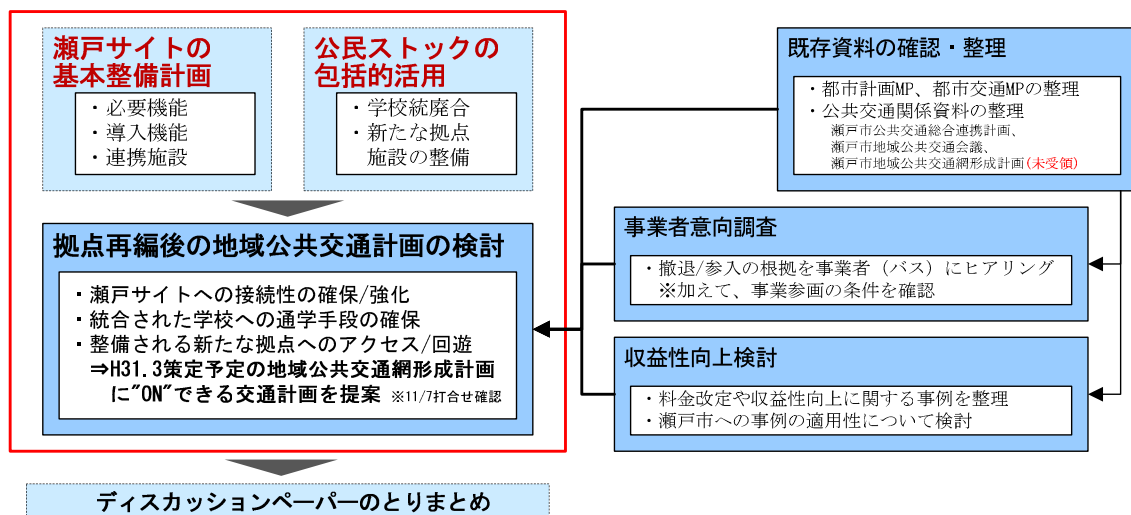 瀬戸サイトの
基本整備計画
・必要機能
・導入機能
・連携施設
公民ストックの
包括的活用
・学校統廃合
・新たな拠点
施設の整備
拠点再編後の地域公共交通計画の検討
・瀬戸サイトへの接続性の確保/強化
・統合された学校への通学手段の確保
・整備される新たな拠点へのアクセス/回遊
⇒H31.3策定予定の地域公共交通網形成計画
に"ON"できる交通計画を提案 ※11/7打合せ確認
ディスカッションペーパーのとりまとめ
既存資料の確認・整理
・都市計画MP、都市交通MPの整理
・公共交通関係資料の整理
瀬戸市公共交通総合連携計画、
瀬戸市地域公共交通会議、
瀬戸市地域公共交通網形成計画(未受領)
事業者意向調査
・撤退/参入の根拠を事業者（バス）にヒアリング
※加えて、事業参画の条件を確認
収益性向上検討
・料金改定や収益性向上に関する事例を整理
・瀬戸市への事例の適用性について検討